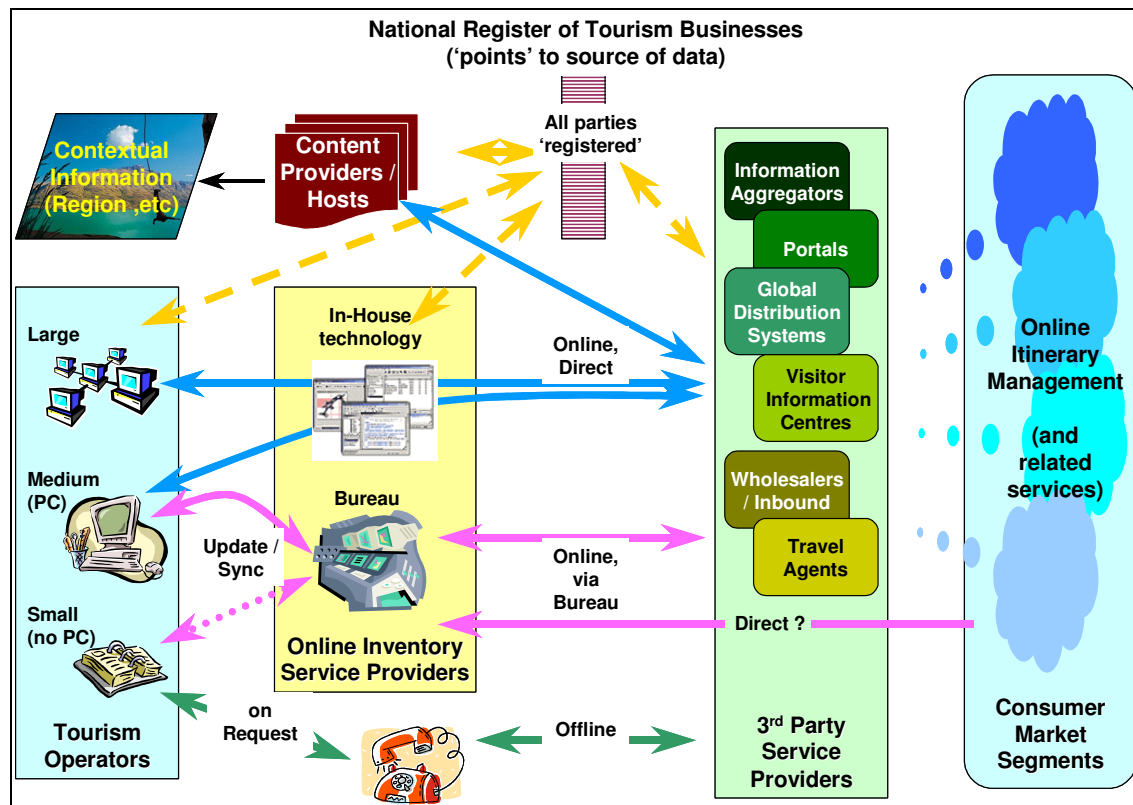 National Register of Tourism Businesses
('points' to source of data)
All parties
'registered'
Contextual
Information
(Region ,etc)
Content
Providers /
Hosts
Information
Aggregators
Portals
Global
Distribution
Systems
Visitor
Information
Centres
Wholesalers
/ Inbound
Travel
Agents
3rd Party
Service
Providers
Large
Medium
(PC)
Small
(no PC)
Tourism
Operators
In-House
technology
Bureau
Online Inventory
Service Providers
Online,
Direct
Update /
Sync
Online,
via
Bureau
Direct ?
on
Request
Offline
Online
Itinerary
Management
(and
related
services)
Consumer
Market
Segments